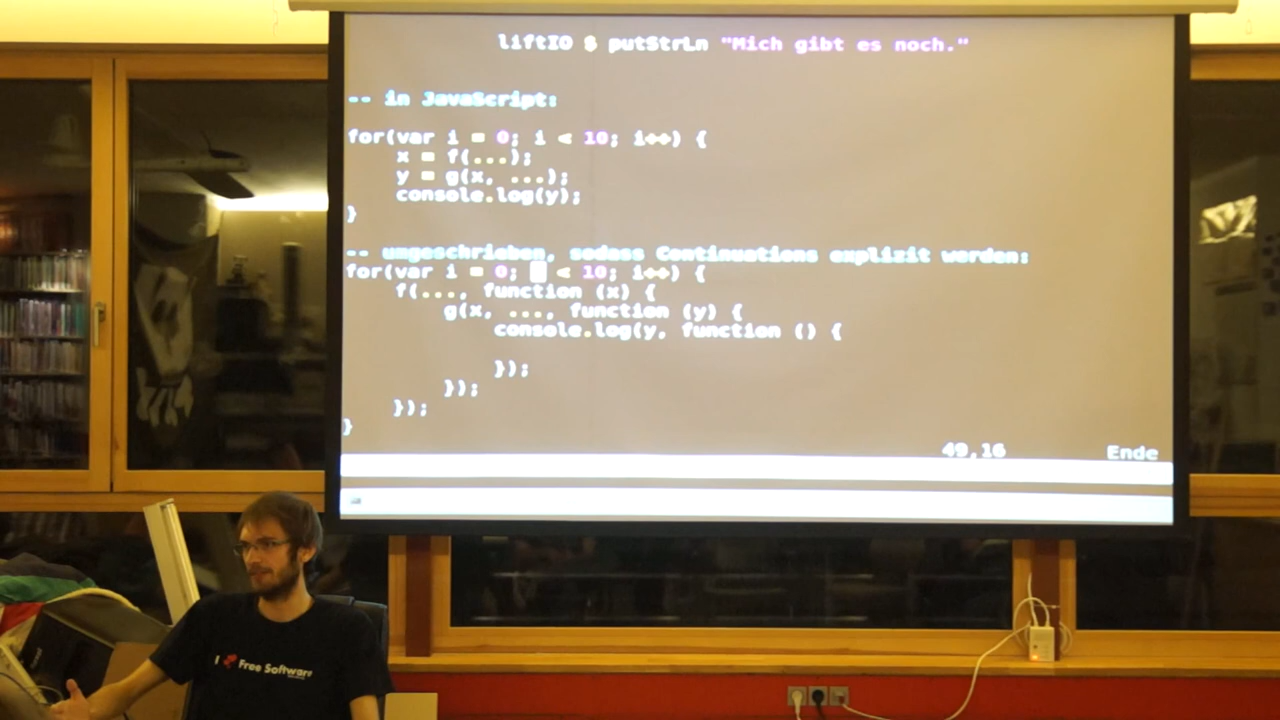 liftIO $ putStrLn "Mich gibt es noch."
-- in JavaScript:
for(var i = 0; i < 10; i++) {
x = f(...);
y = g(x, ...);
console.log(y);
}
-- umgeschrieben, sodass Continuations explizit werden:
for(var i = 0; i < 10; i++) {
f(..., function (x) {
g(x, ..., function (y) {
console.log(y, function () {
});
});
});
}
49,16 Ende
I Free Software